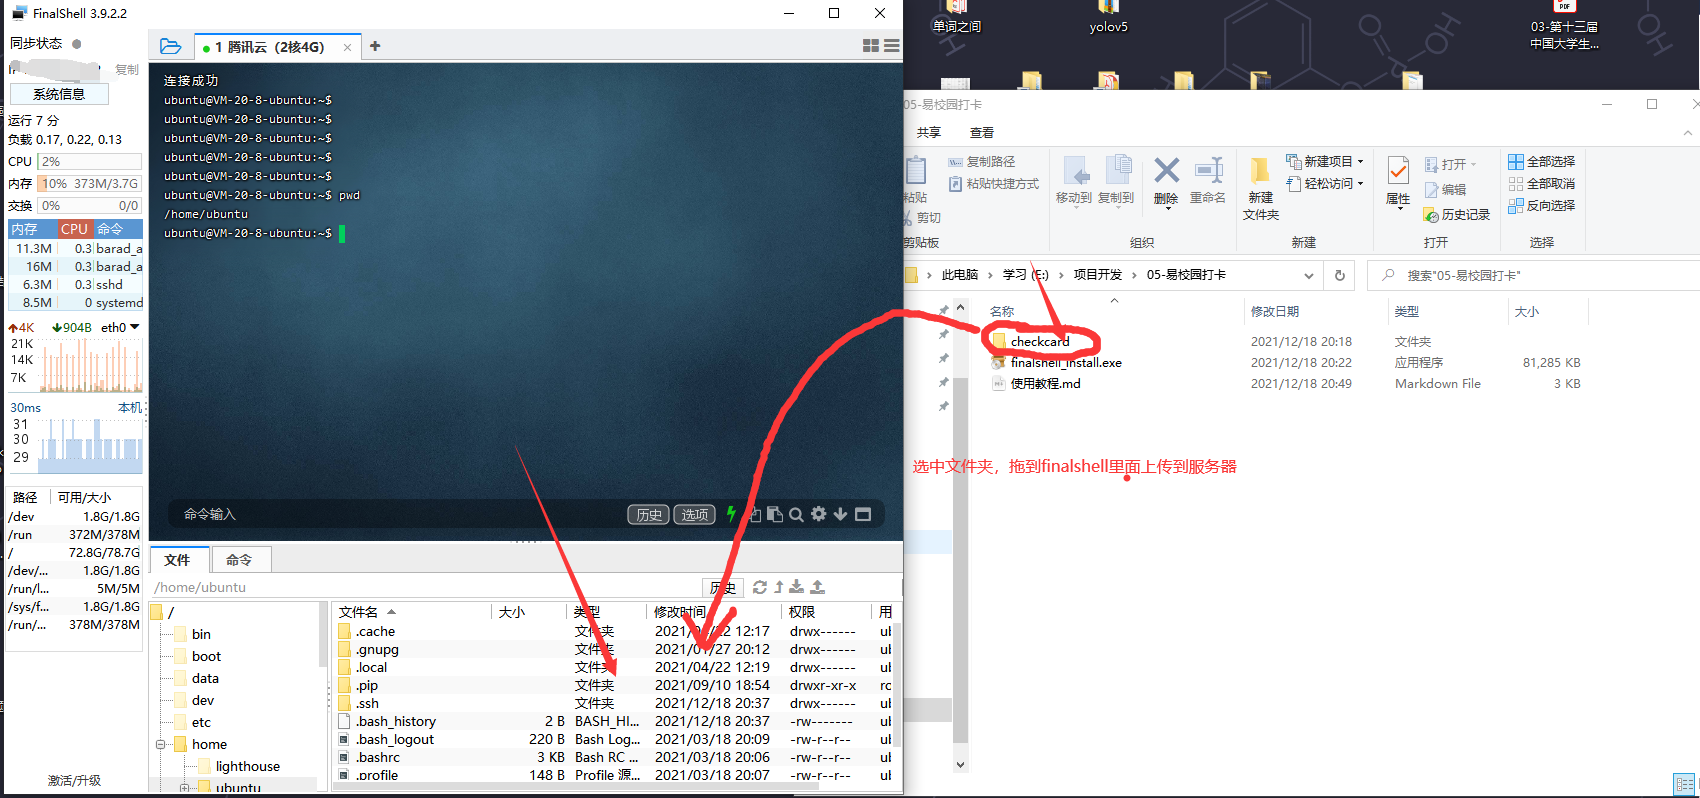 FinalShell 3.9.2.2
同步状态
复制
系统信息
运行 7 分
负载 0.17, 0.22, 0.13
CPU 2%
内存 10% 373M/3.7G
交换 0% 0/0
内存 CPU 命令
11.3M 0.3 barad_a
16M 0.3 barad_a
6.3M 0.3 sshd
8.5M 0 systemd
4K 904B eth0
21K
14K
7K
30ms 本机
31
30
29
路径 可用/大小
/dev 1.8G/1.8G
/run 372M/378M
/ 72.8G/78.7G
/dev/... 1.8G/1.8G
/run/l... 5M/5M
/sys/f... 1.8G/1.8G
/run/... 378M/378M
激活/升级
1 腾讯云（2核4G） × +
连接成功
ubuntu@VM-20-8-ubuntu:~$
ubuntu@VM-20-8-ubuntu:~$
ubuntu@VM-20-8-ubuntu:~$
ubuntu@VM-20-8-ubuntu:~$
ubuntu@VM-20-8-ubuntu:~$
ubuntu@VM-20-8-ubuntu:~$ pwd
/home/ubuntu
ubuntu@VM-20-8-ubuntu:~$
命令输入 历史 选项
文件 命令
/home/ubuntu 历史
/
bin
boot
data
dev
etc
home
lighthouse
ubuntu
文件名 大小 类型 修改时间 权限 用
.cache 文件夹 2021/04/22 12:17 drwx------ ul
.gnupg 文件夹 2021/01/27 20:12 drwx------ ul
.local 文件夹 2021/04/22 12:19 drwx------ ul
.pip 文件夹 2021/09/10 18:54 drwxr-xr-x rc
.ssh 文件夹 2021/12/18 20:37 drwx------ ul
.bash_history 2 B BASH_HI... 2021/12/18 20:37 -rw------- ul
.bash_logout 220 B Bash Log... 2021/03/18 20:09 -rw-r--r-- ul
.bashrc 3 KB Bash RC ... 2021/03/18 20:06 -rw-r--r-- ul
.profile 148 B Profile 源... 2021/03/18 20:07 -rw-r--r-- ul
单词之间
yolov5
PDF
03-第十三届
中国大学生...
OH
05-易校园打卡
共享 查看
粘贴
复制路径
粘贴快捷方式
剪切
剪贴板
移动到 复制到 删除 重命名
组织
新建
文件夹
新建项目
轻松访问
新建
属性
打开
编辑
历史记录
打开
全部选择
全部取消
反向选择
选择
此电脑 › 学习 (E:) › 项目开发 › 05-易校园打卡
搜索"05-易校园打卡"
名称 修改日期 类型 大小
checkcard 2021/12/18 20:18 文件夹
finalshell_install.exe 2021/12/18 20:22 应用程序 81,285 KB
使用教程.md 2021/12/18 20:49 Markdown File 3 KB
选中文件夹，拖到finalshell里面上传到服务器